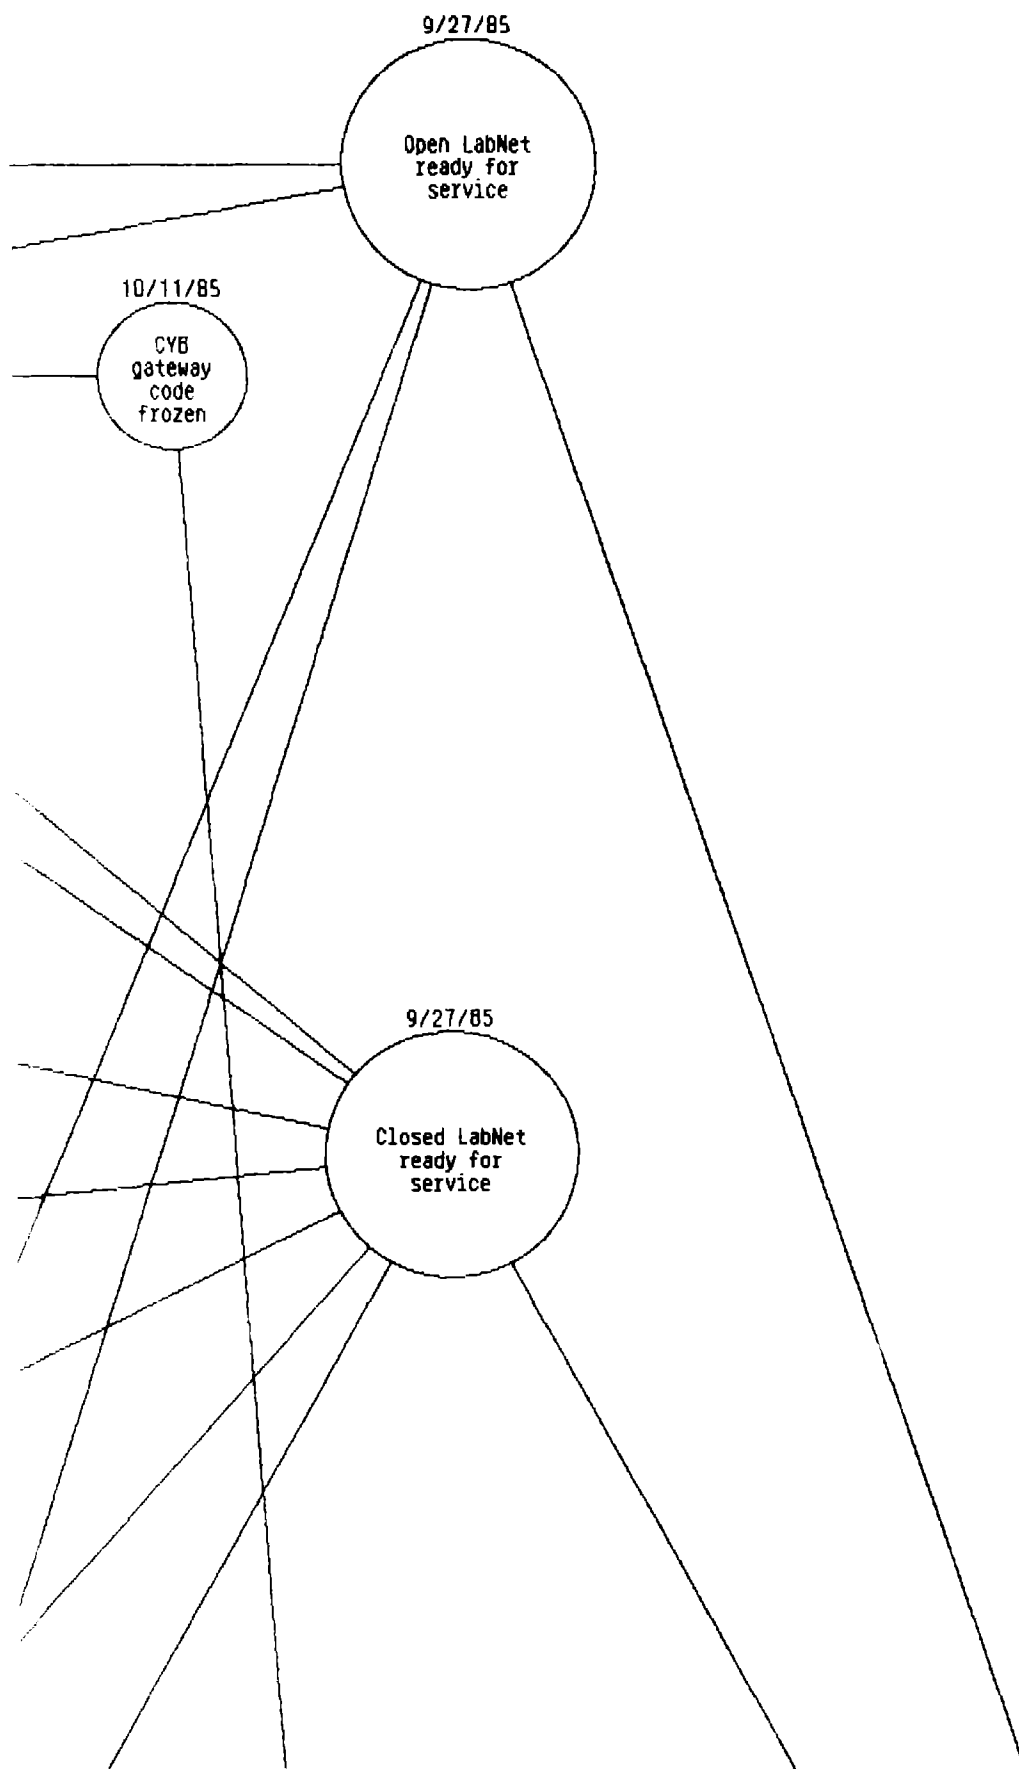 9/27/85
Open LabNet
ready for
service
10/11/85
CYB
gateway
code
frozen
9/27/85
Closed LabNet
ready for
service